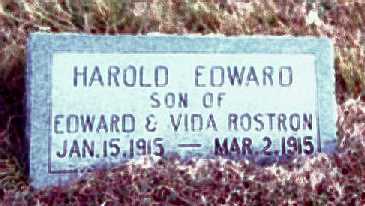 HAROLD EDWARD
SON OF
EDWARD & VIDA ROSTRON
JAN. 15. 1915 — MAR. 2. 1915